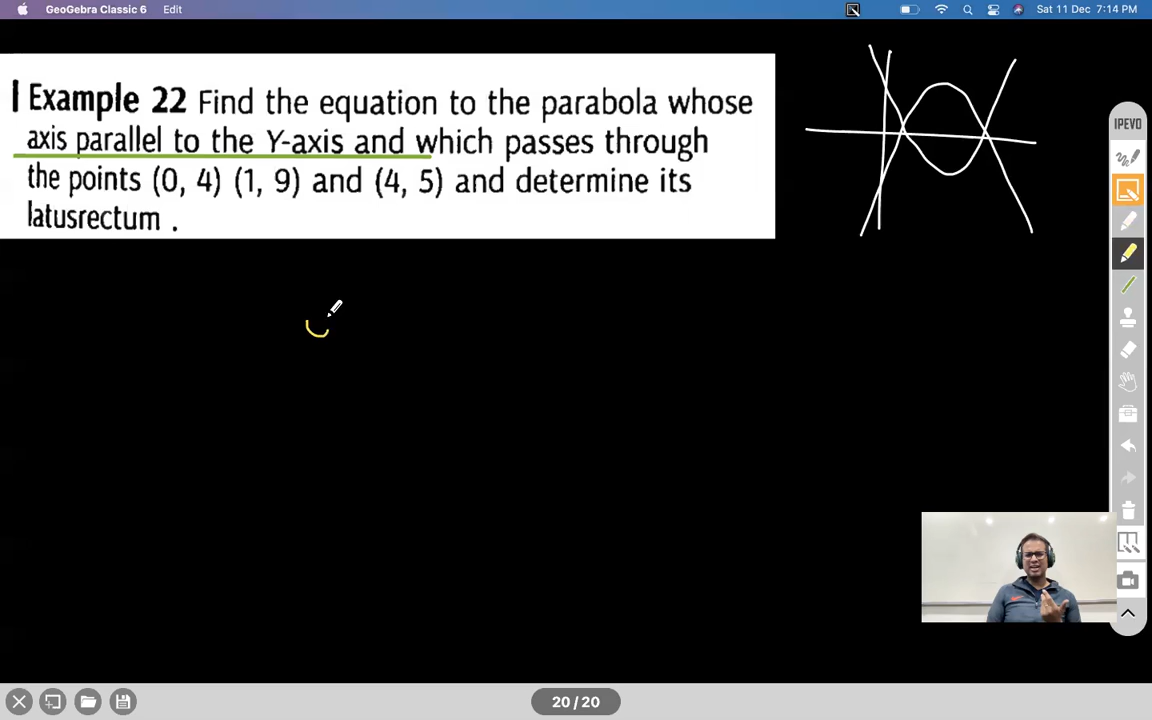 GeoGebra Classic 6 Edit
Sat 11 Dec 7:14 PM
Example 22 Find the equation to the parabola whose
axis parallel to the Y-axis and which passes through
the points (0, 4) (1, 9) and (4, 5) and determine its
latusrectum .
IPEVO
20 / 20